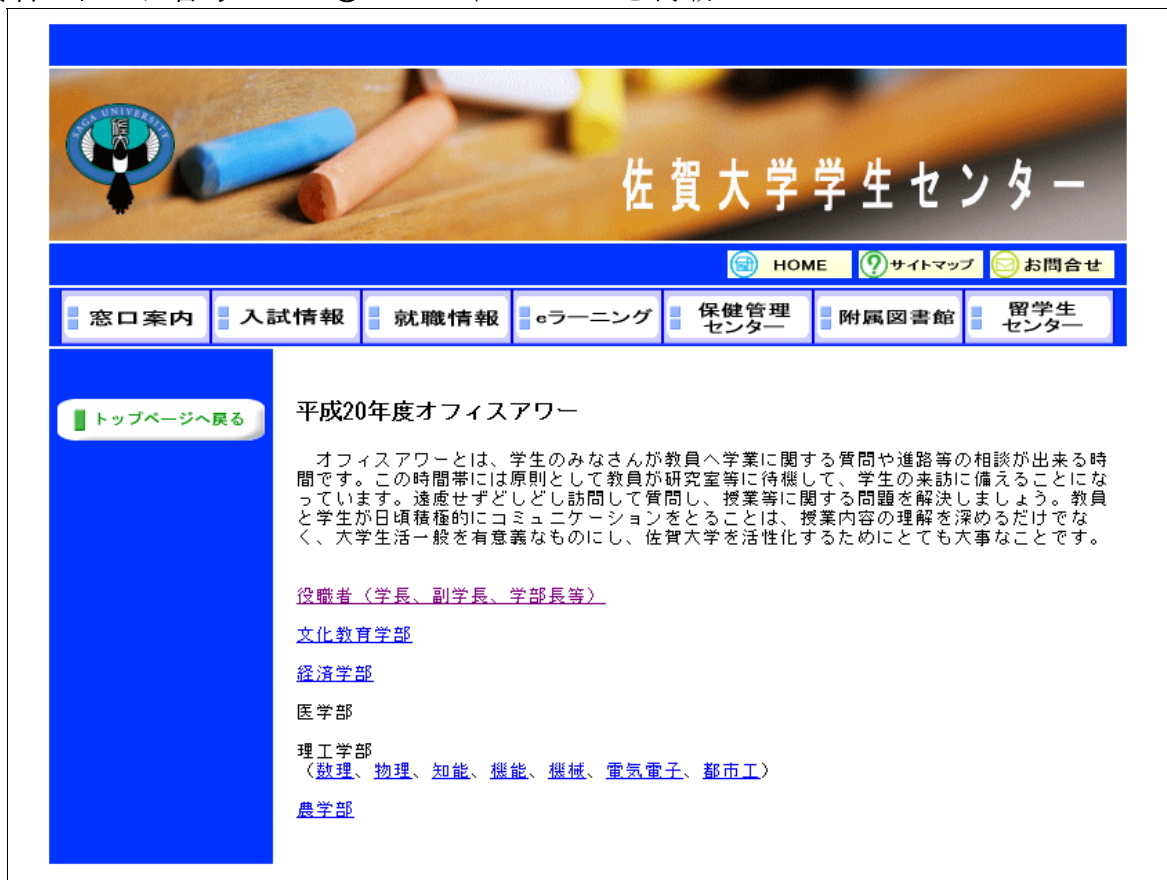 SAGA UNIVERSITY
佐大
佐賀大学学生センター
HOME サイトマップ お問合せ
窓口案内 入試情報 就職情報 eラーニング 保健管理センター 附属図書館 留学生センター
トップページへ戻る
平成20年度オフィスアワー
オフィスアワーとは、学生のみなさんが教員へ学業に関する質問や進路等の相談が出来る時
間です。この時間帯には原則として教員が研究室等に待機して、学生の来訪に備えることにな
っています。遠慮せずどしどし訪問して質問し、授業等に関する問題を解決しましょう。教員
と学生が日頃積極的にコミュニケーションをとることは、授業内容の理解を深めるだけでな
く、大学生活一般を有意義なものにし、佐賀大学を活性化するためにとても大事なことです。
役職者（学長、副学長、学部長等）
文化教育学部
経済学部
医学部
理工学部
（数理、物理、知能、機能、機械、電気電子、都市工）
農学部